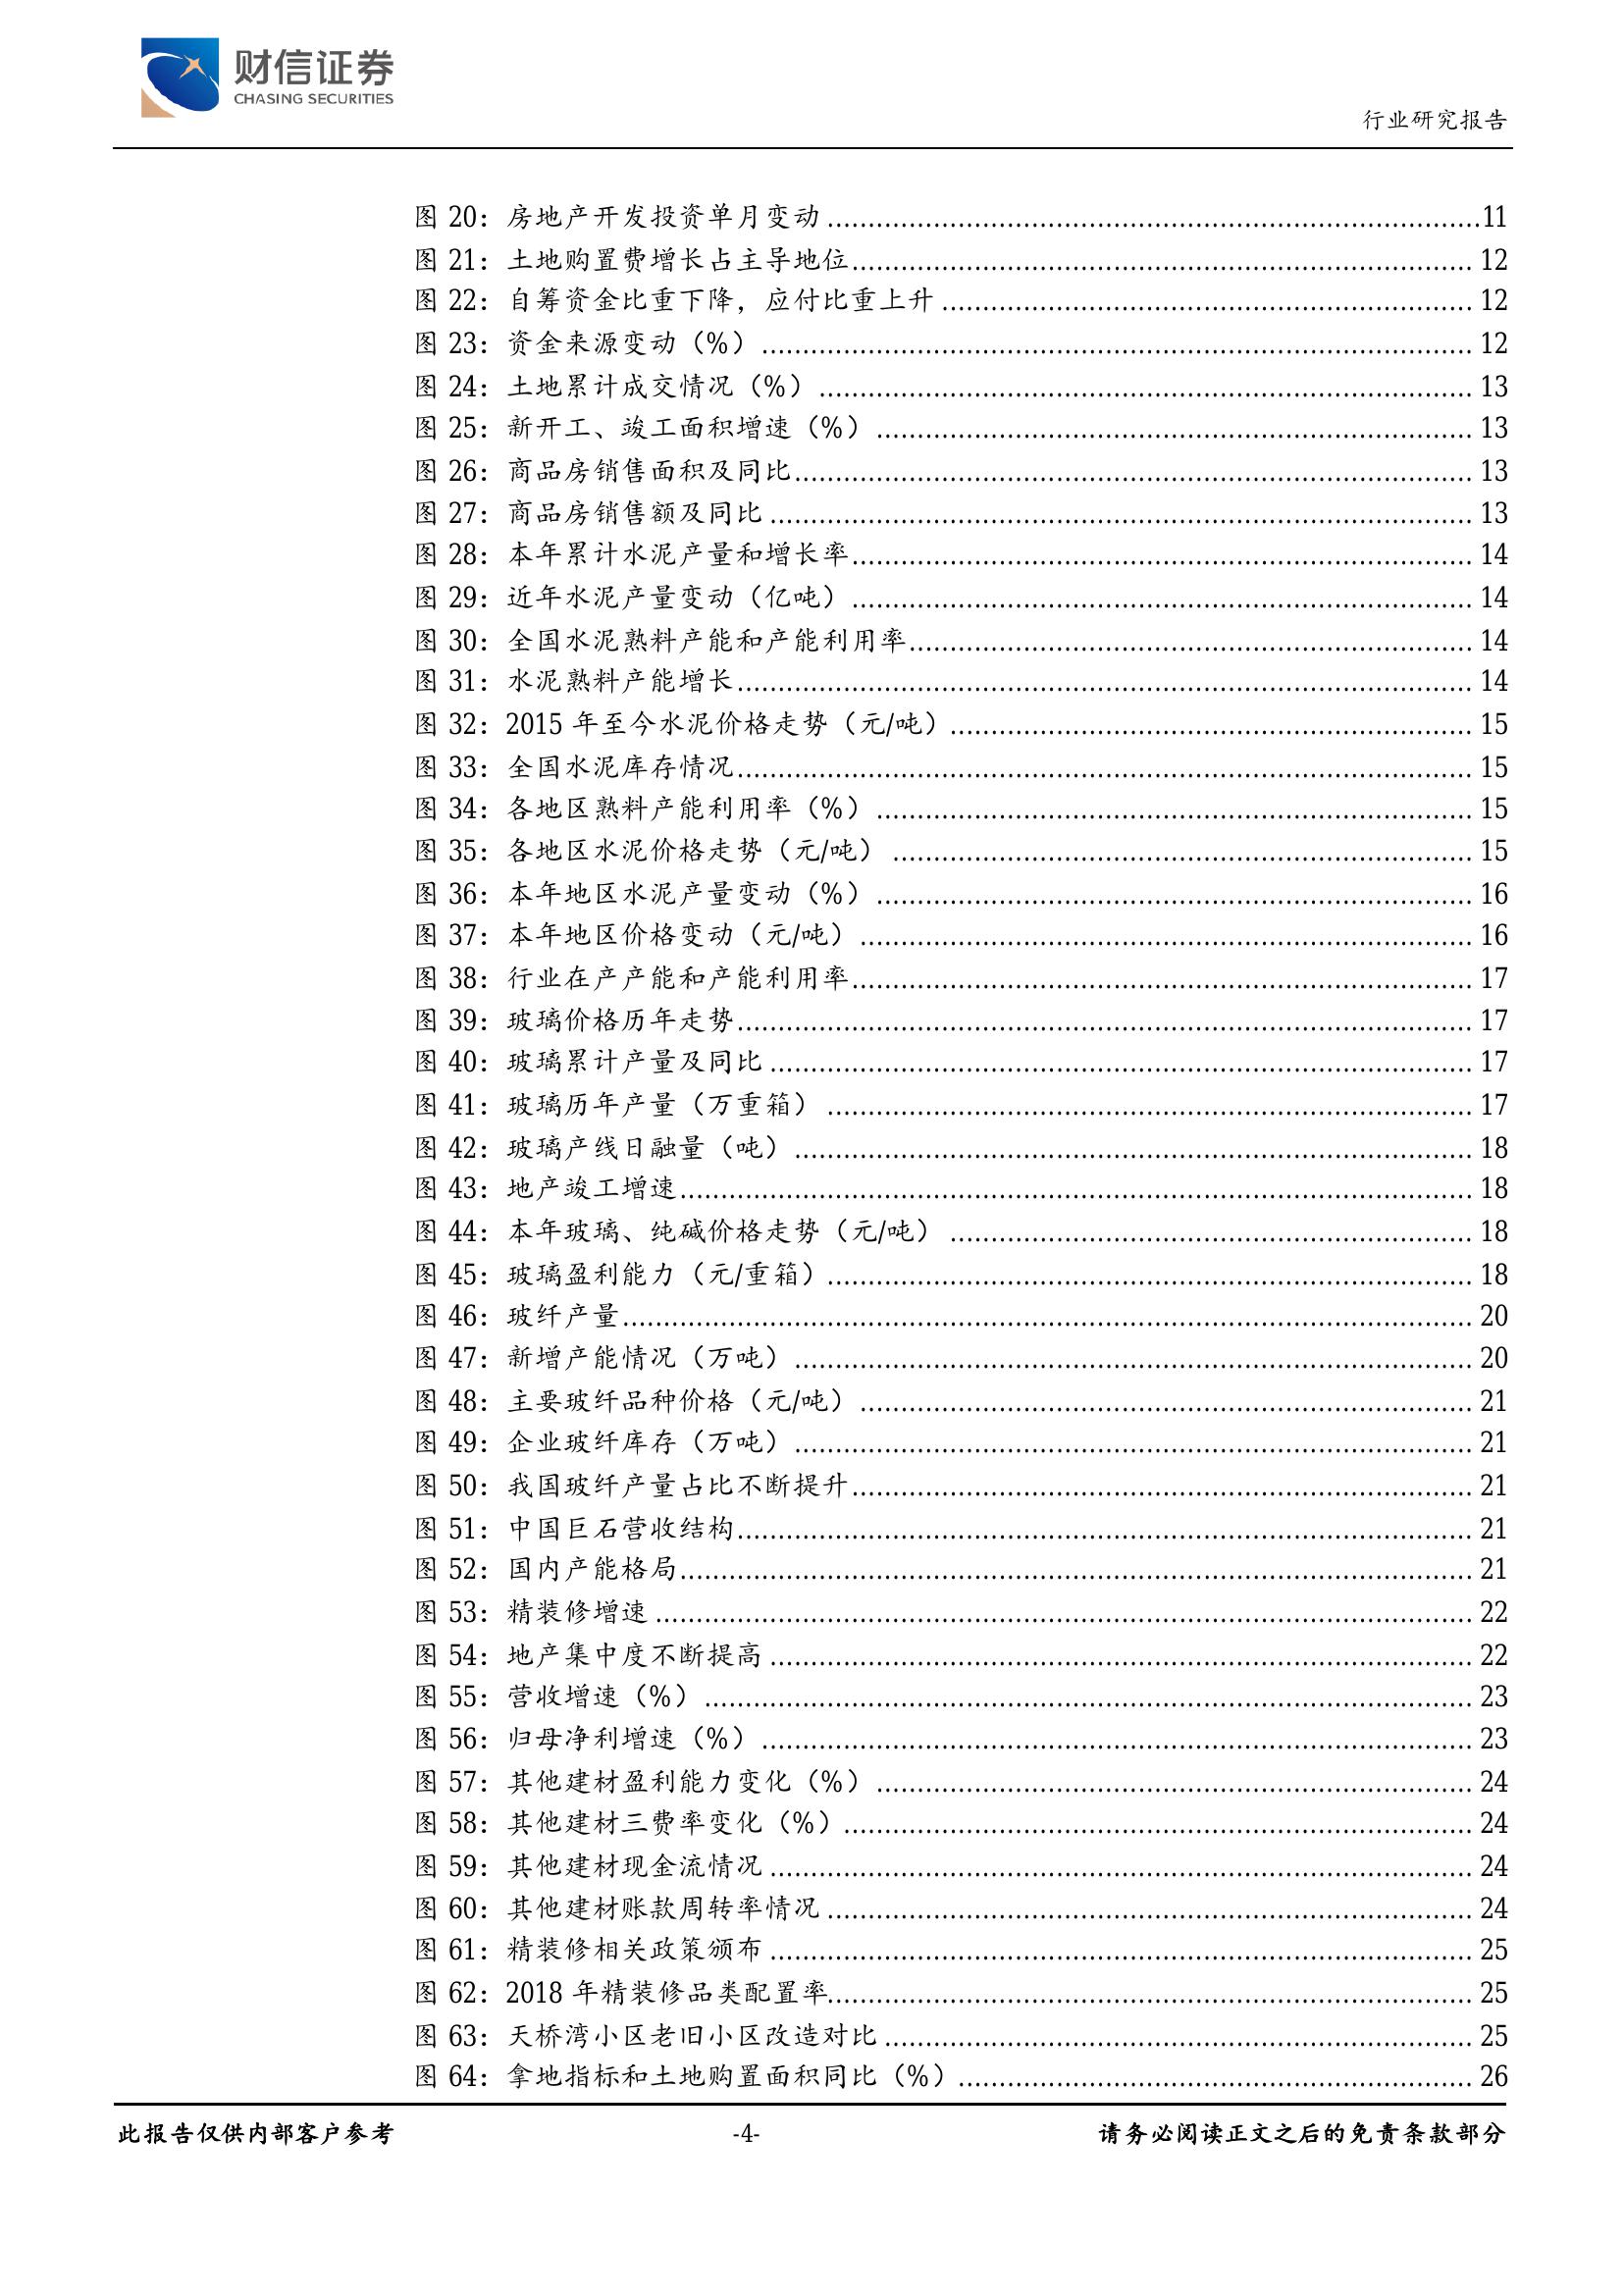 财信证券
CHASING SECURITIES
行业研究报告
图 20：房地产开发投资单月变动 ................................................................................11
图 21：土地购置费增长占主导地位............................................................................ 12
图 22：自筹资金比重下降，应付比重上升 ................................................................. 12
图 23：资金来源变动（%） ....................................................................................... 12
图 24：土地累计成交情况（%） ................................................................................ 13
图 25：新开工、竣工面积增速（%） ......................................................................... 13
图 26：商品房销售面积及同比................................................................................... 13
图 27：商品房销售额及同比 ...................................................................................... 13
图 28：本年累计水泥产量和增长率............................................................................ 14
图 29：近年水泥产量变动（亿吨） ............................................................................ 14
图 30：全国水泥熟料产能和产能利用率..................................................................... 14
图 31：水泥熟料产能增长.......................................................................................... 14
图 32：2015 年至今水泥价格走势（元/吨）................................................................ 15
图 33：全国水泥库存情况.......................................................................................... 15
图 34：各地区熟料产能利用率（%） ......................................................................... 15
图 35：各地区水泥价格走势（元/吨） ....................................................................... 15
图 36：本年地区水泥产量变动（%） ......................................................................... 16
图 37：本年地区价格变动（元/吨） ........................................................................... 16
图 38：行业在产产能和产能利用率............................................................................ 17
图 39：玻璃价格历年走势.......................................................................................... 17
图 40：玻璃累计产量及同比 ...................................................................................... 17
图 41：玻璃历年产量（万重箱） ............................................................................... 17
图 42：玻璃产线日融量（吨） ................................................................................... 18
图 43：地产竣工增速................................................................................................. 18
图 44：本年玻璃、纯碱价格走势（元/吨） ................................................................ 18
图 45：玻璃盈利能力（元/重箱）............................................................................... 18
图 46：玻纤产量........................................................................................................ 20
图 47：新增产能情况（万吨） ................................................................................... 20
图 48：主要玻纤品种价格（元/吨） ........................................................................... 21
图 49：企业玻纤库存（万吨） ................................................................................... 21
图 50：我国玻纤产量占比不断提升............................................................................ 21
图 51：中国巨石营收结构.......................................................................................... 21
图 52：国内产能格局................................................................................................. 21
图 53：精装修增速 .................................................................................................... 22
图 54：地产集中度不断提高 ...................................................................................... 22
图 55：营收增速（%） .............................................................................................. 23
图 56：归母净利增速（%） ....................................................................................... 23
图 57：其他建材盈利能力变化（%） ......................................................................... 24
图 58：其他建材三费率变化（%）............................................................................. 24
图 59：其他建材现金流情况 ...................................................................................... 24
图 60：其他建材账款周转率情况 ............................................................................... 24
图 61：精装修相关政策颁布 ...................................................................................... 25
图 62：2018 年精装修品类配置率............................................................................... 25
图 63：天桥湾小区老旧小区改造对比 ........................................................................ 25
图 64：拿地指标和土地购置面积同比（%）............................................................... 26
此报告仅供内部客户参考
-4-
请务必阅读正文之后的免责条款部分